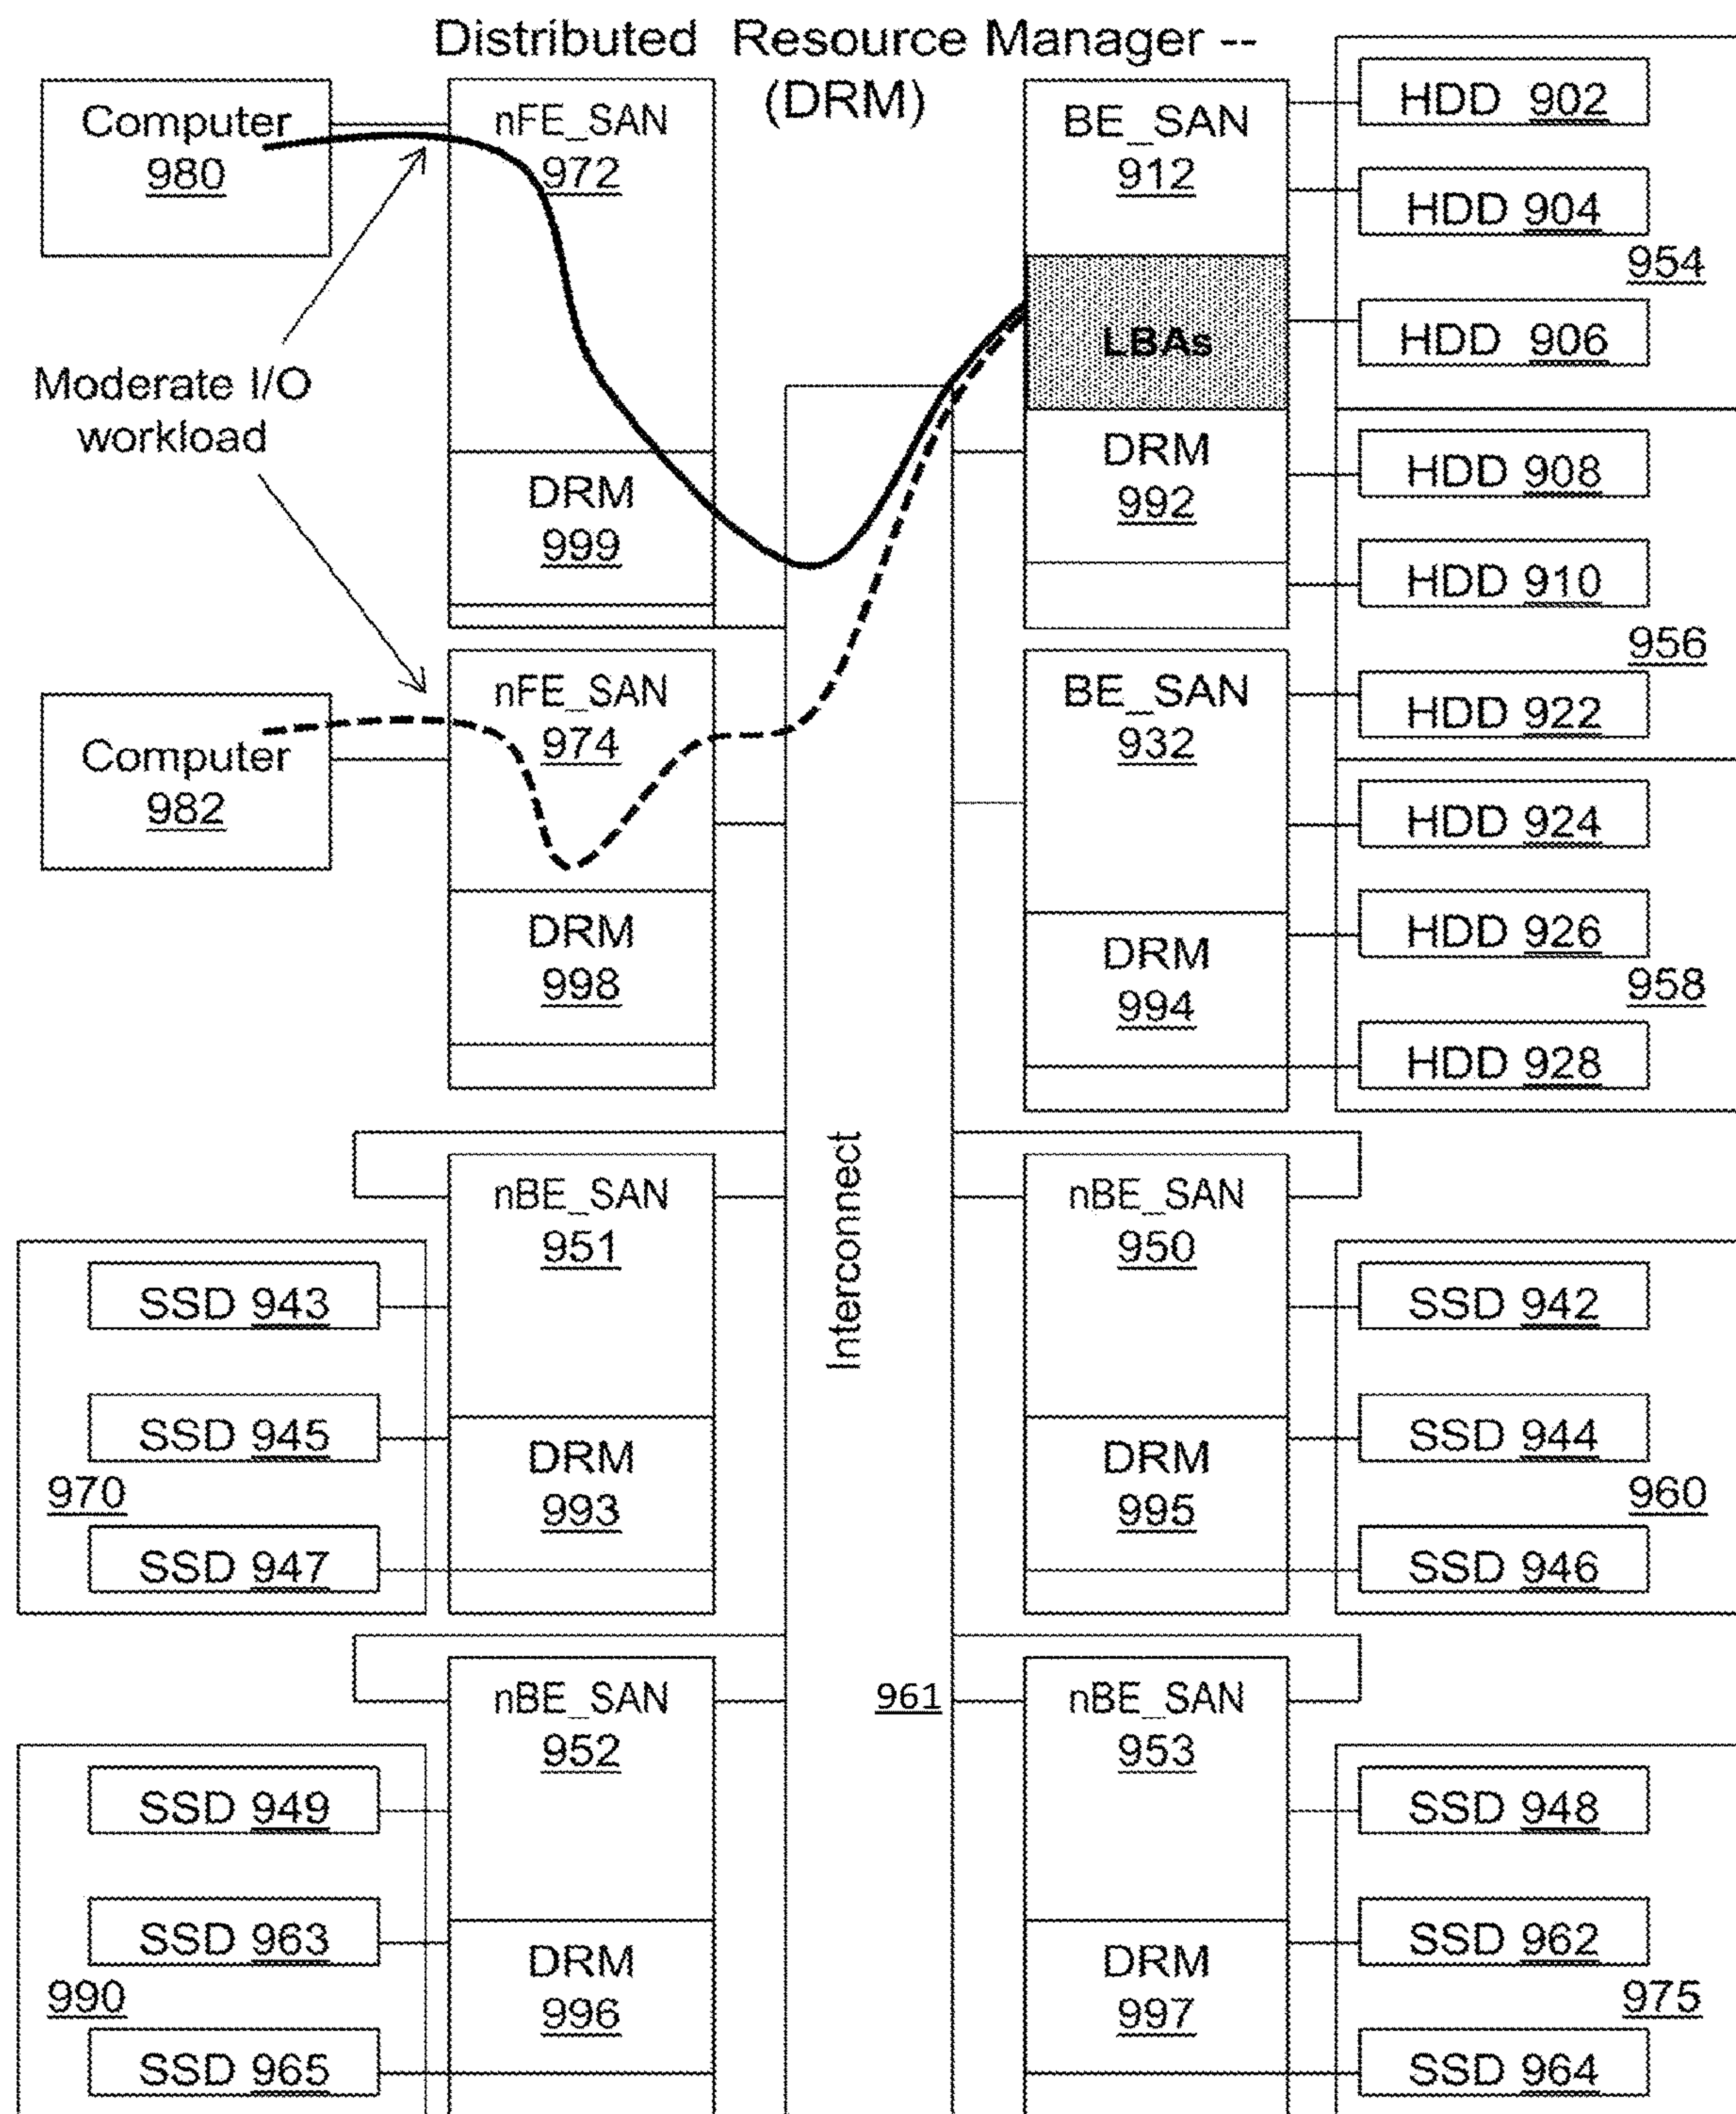 Distributed Resource Manager --
(DRM)
Computer
980
nFE_SAN
972
DRM
999
Moderate I/O
workload
Computer
982
nFE_SAN
974
DRM
998
BE_SAN
912
LBAs
DRM
992
BE_SAN
932
DRM
994
HDD 902
HDD 904
954
HDD 906
HDD 908
HDD 910
956
HDD 922
HDD 924
HDD 926
958
HDD 928
Interconnect
961
nBE_SAN
951
DRM
993
SSD 943
SSD 945
970
SSD 947
nBE_SAN
950
DRM
995
SSD 942
SSD 944
960
SSD 946
nBE_SAN
952
DRM
996
SSD 949
SSD 963
990
SSD 965
nBE_SAN
953
DRM
997
SSD 948
SSD 962
975
SSD 964